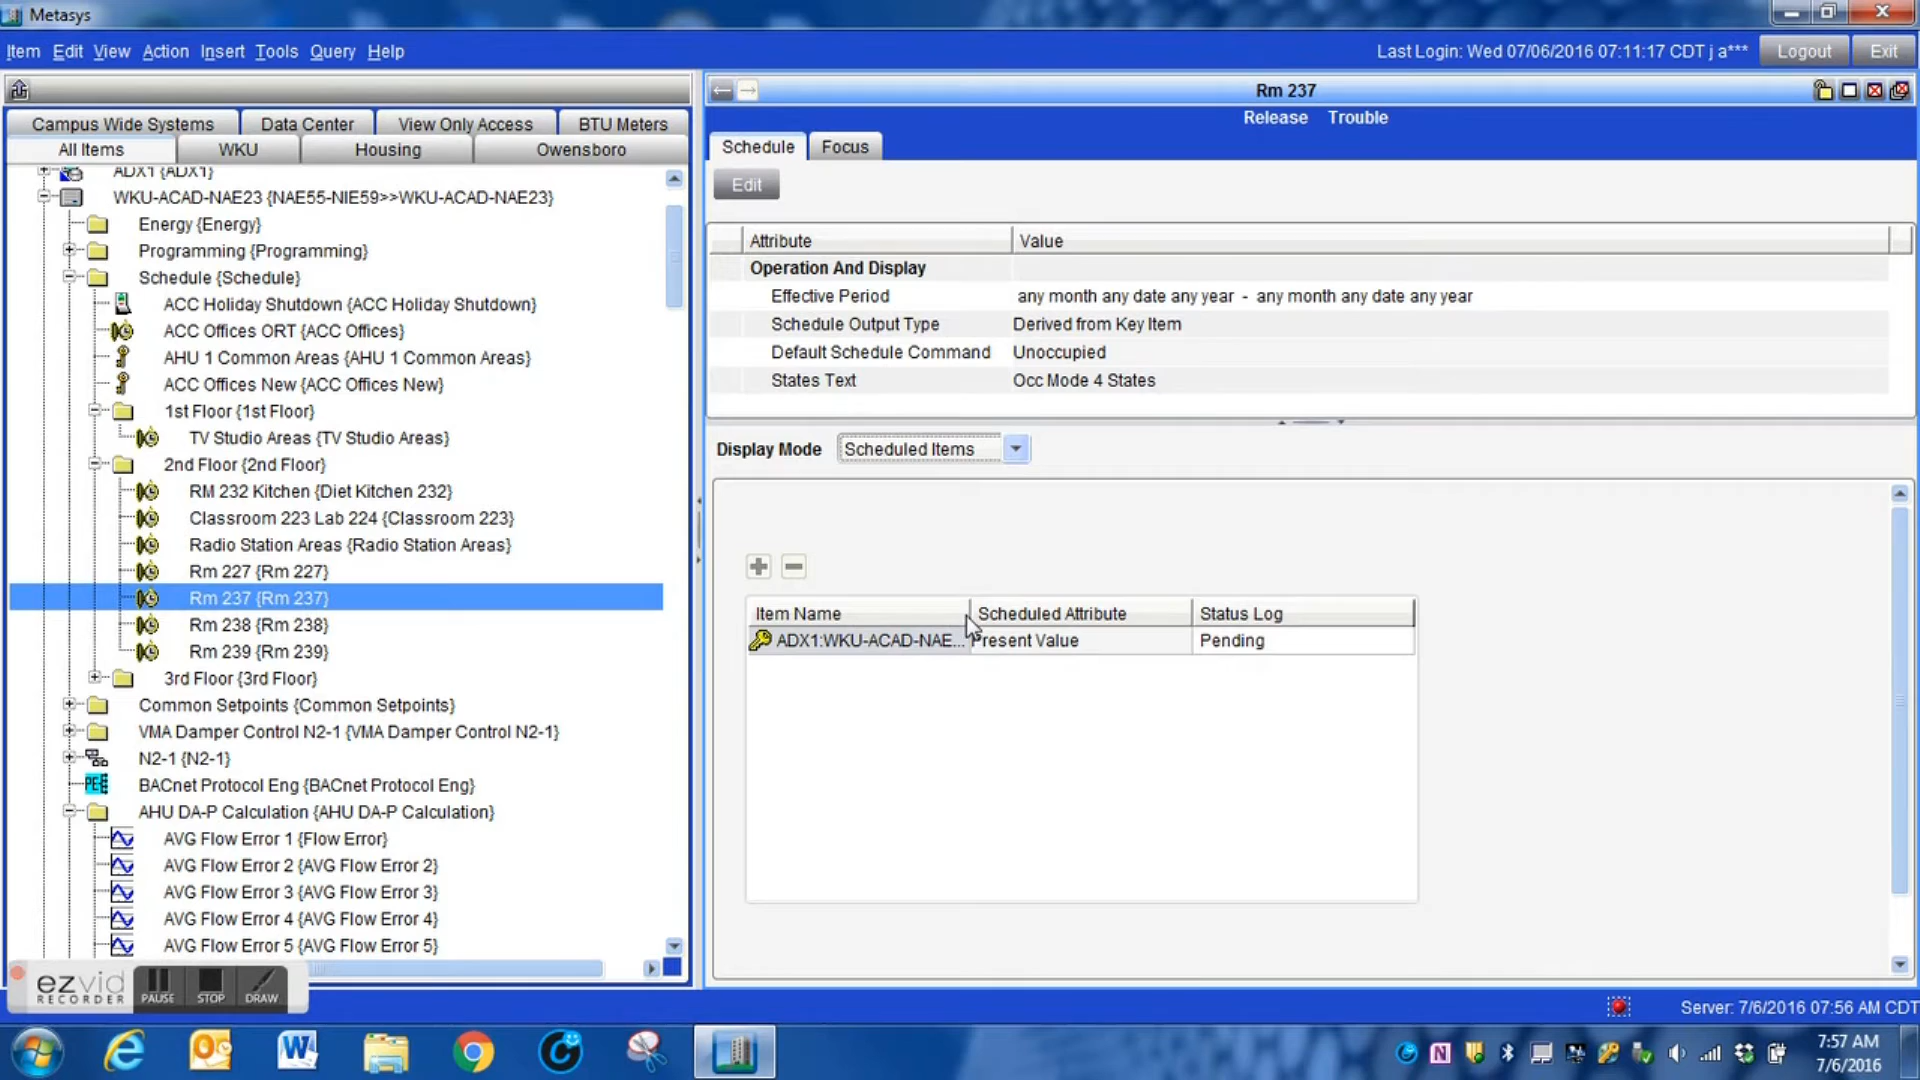 Metasys
Item Edit View Action Insert Tools Query Help
Last Login: Wed 07/06/2016 07:11:17 CDT j a***
Logout
Exit
Campus Wide Systems
Data Center
View Only Access
BTU Meters
All Items
WKU
Housing
Owensboro
ADX1 {ADX1}
WKU-ACAD-NAE23 {NAE55-NIE59>>WKU-ACAD-NAE23}
Energy {Energy}
Programming {Programming}
Schedule {Schedule}
ACC Holiday Shutdown {ACC Holiday Shutdown}
ACC Offices ORT {ACC Offices}
AHU 1 Common Areas {AHU 1 Common Areas}
ACC Offices New {ACC Offices New}
1st Floor {1st Floor}
TV Studio Areas {TV Studio Areas}
2nd Floor {2nd Floor}
RM 232 Kitchen {Diet Kitchen 232}
Classroom 223 Lab 224 {Classroom 223}
Radio Station Areas {Radio Station Areas}
Rm 227 {Rm 227}
Rm 237 {Rm 237}
Rm 238 {Rm 238}
Rm 239 {Rm 239}
3rd Floor {3rd Floor}
Common Setpoints {Common Setpoints}
VMA Damper Control N2-1 {VMA Damper Control N2-1}
N2-1 {N2-1}
PE
BACnet Protocol Eng {BACnet Protocol Eng}
AHU DA-P Calculation {AHU DA-P Calculation}
AVG Flow Error 1 {Flow Error}
AVG Flow Error 2 {AVG Flow Error 2}
AVG Flow Error 3 {AVG Flow Error 3}
AVG Flow Error 4 {AVG Flow Error 4}
AVG Flow Error 5 {AVG Flow Error 5}
Rm 237
Release Trouble
Schedule
Focus
Edit
Attribute Value
Operation And Display
Effective Period any month any date any year - any month any date any year
Schedule Output Type Derived from Key Item
Default Schedule Command Unoccupied
States Text Occ Mode 4 States
Display Mode Scheduled Items
Item Name Scheduled Attribute Status Log
ADX1:WKU-ACAD-NAE... Present Value Pending
ezvid
RECORDER
PAUSE
STOP
DRAW
Server: 7/6/2016 07:56 AM CDT
7:57 AM
7/6/2016